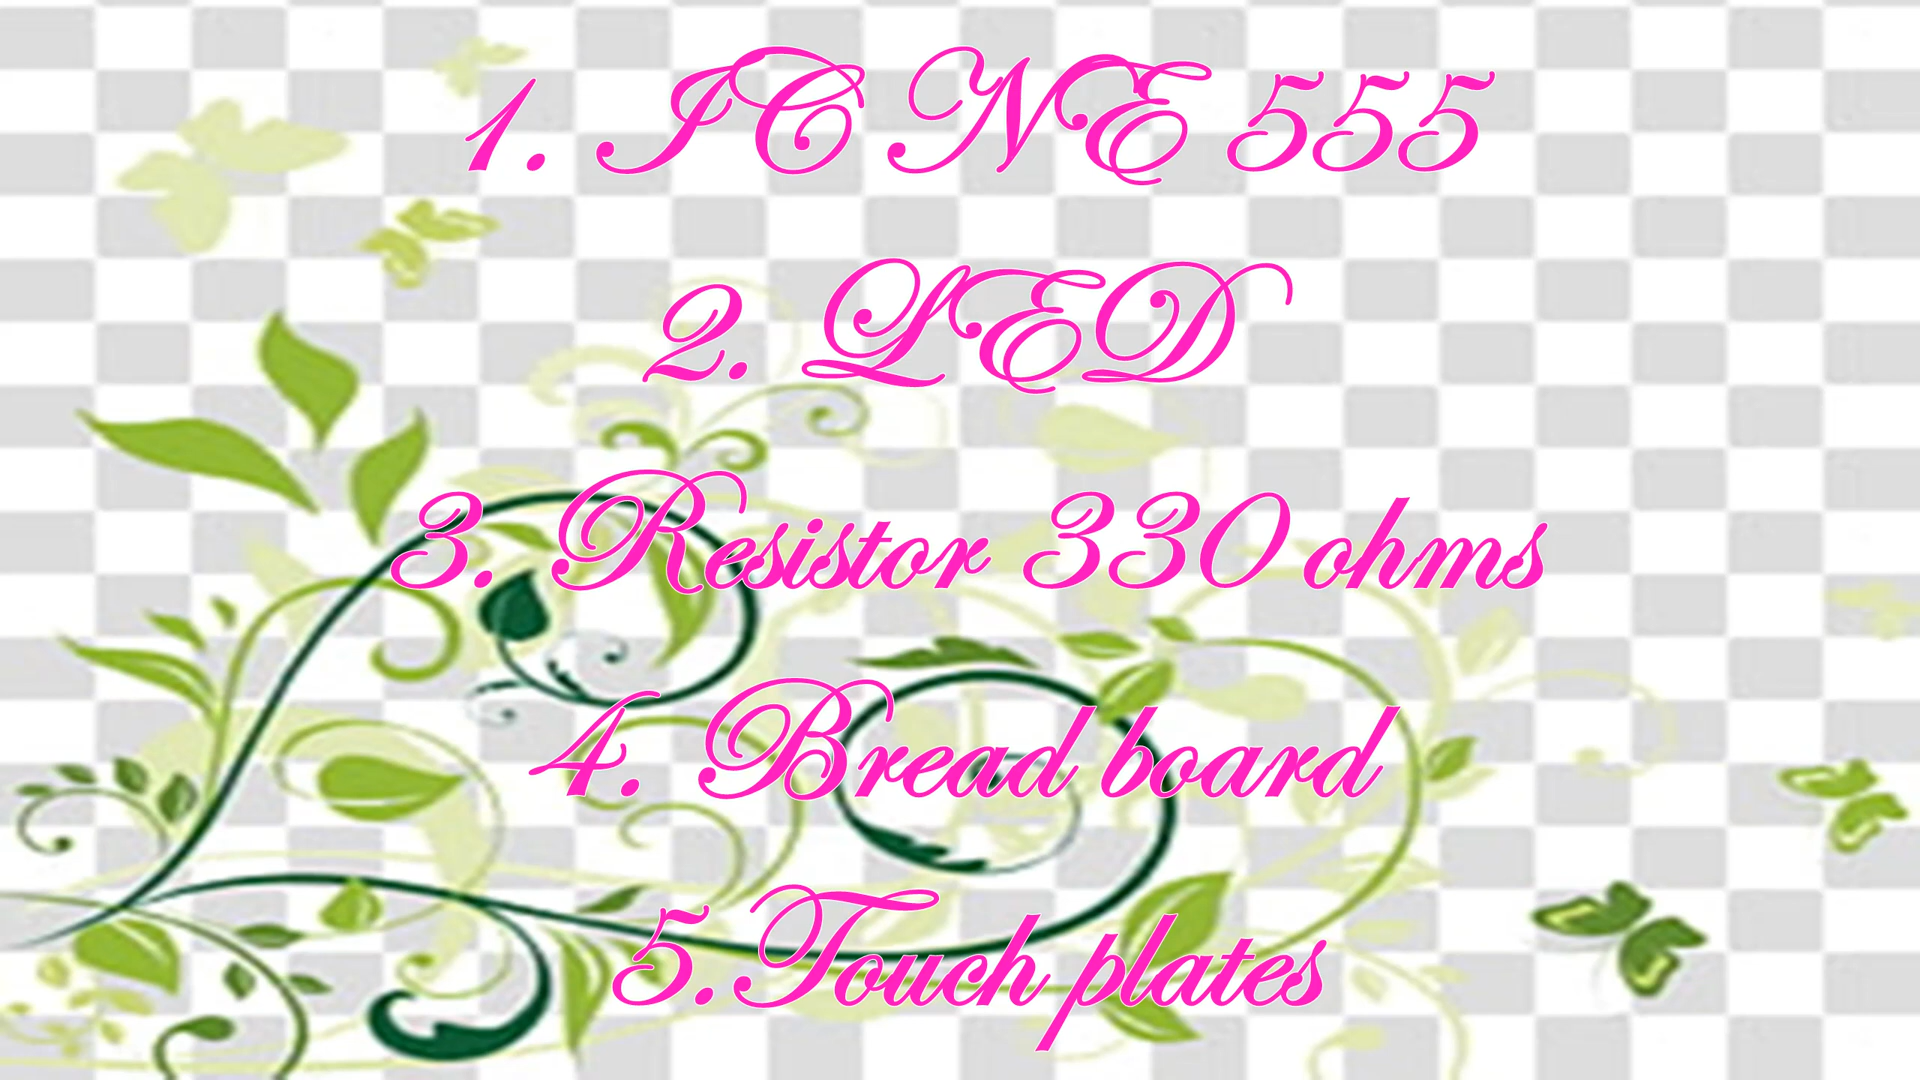 1. IC NE 555
2. LED
3. Resistor 330 ohms
4. Bread board
5.Touch plates